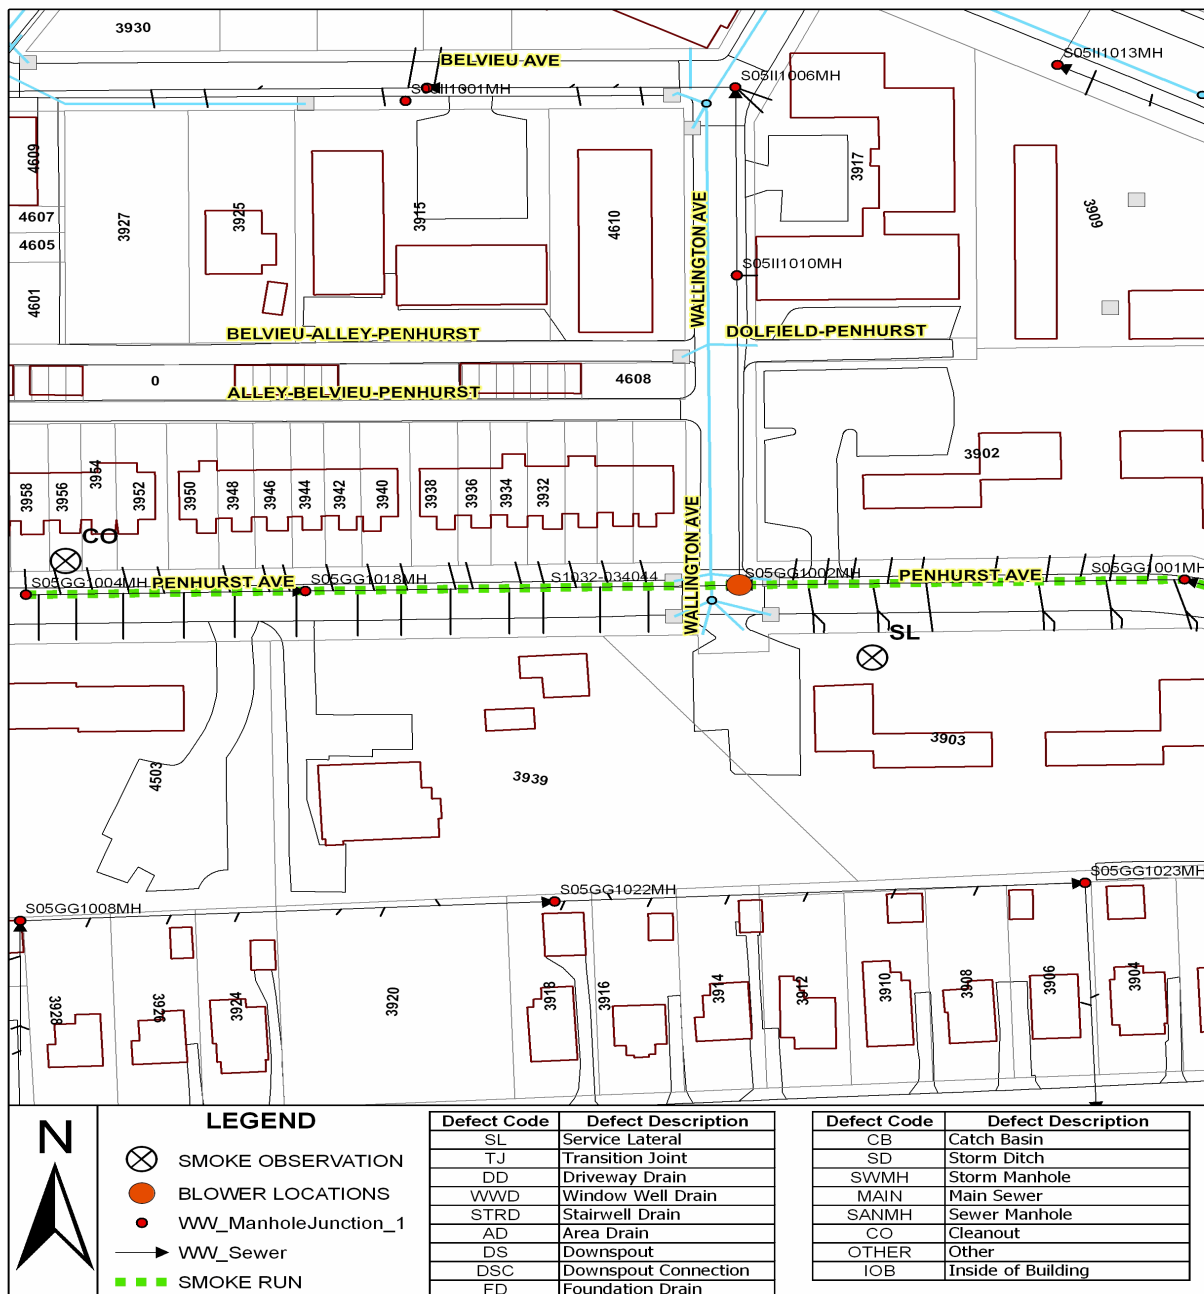 3930
BELVIEU AVE
S05II1013MH
S05II1006MH
S05II1001MH
4609
4607
4605
4601
3927
3925
3915
4610
WALLINGTON AVE
3917
3909
S05II1010MH
BELVIEU-ALLEY-PENHURST
DOLFIELD-PENHURST
0
4608
ALLEY-BELVIEU-PENHURST
3958
3956
3954
3952
3950
3948
3946
3944
3942
3940
3938
3936
3934
3932
3902
WALLINGTON AVE
CO
S05GG1004MH
PENHURST AVE
S05GG1018MH
S1032-034044
S05GG1002MH
PENHURST AVE
S05GG1001MH
SL
3903
4503
3939
S05GG1008MH
S05GG1022MH
S05GG1023MH
3928
3926
3924
3920
3918
3916
3914
3912
3910
3908
3906
3904
N
LEGEND
SMOKE OBSERVATION
BLOWER LOCATIONS
WW_ManholeJunction_1
WW_Sewer
SMOKE RUN
Defect Code Defect Description
SL Service Lateral
TJ Transition Joint
DD Driveway Drain
WWD Window Well Drain
STRD Stairwell Drain
AD Area Drain
DS Downspout
DSC Downspout Connection
FD Foundation Drain
Defect Code Defect Description
CB Catch Basin
SD Storm Ditch
SWMH Storm Manhole
MAIN Main Sewer
SANMH Sewer Manhole
CO Cleanout
OTHER Other
IOB Inside of Building